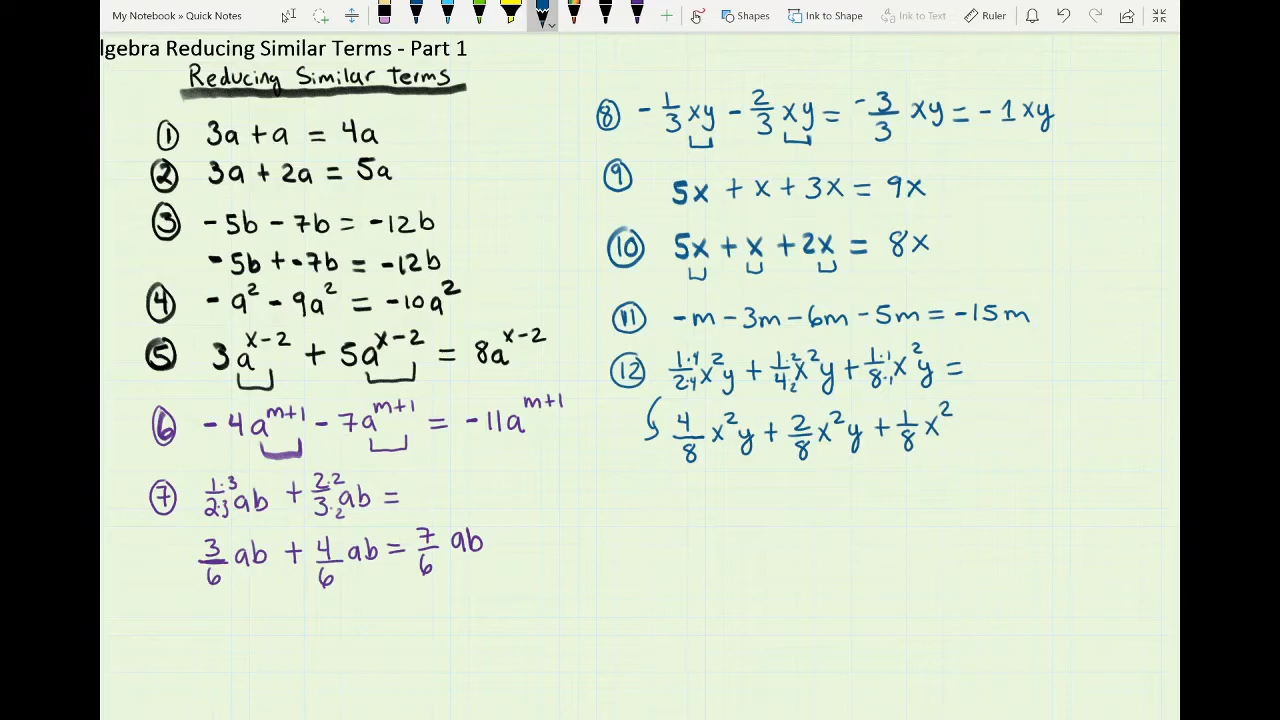 My Notebook » Quick Notes
Shapes Ink to Shape Ink to Text Ruler
lgebra Reducing Similar Terms - Part 1
Reducing Similar Terms
① 3a + a = 4a
② 3a + 2a = 5a
③ -5b - 7b = -12b
-5b + -7b = -12b
④ -a² - 9a² = -10a²
⑤ 3a^(x-2) + 5a^(x-2) = 8a^(x-2)
⑥ -4a^(m+1) - 7a^(m+1) = -11a^(m+1)
⑦ 1·3/2·3 ab + 2·2/3·2 ab =
3/6 ab + 4/6 ab = 7/6 ab
⑧ -1/3 xy - 2/3 xy = -3/3 xy = -1xy
⑨ 5x + x + 3x = 9x
⑩ 5x + x + 2x = 8x
⑪ -m - 3m - 6m - 5m = -15m
⑫ 1·4/2·4 x²y + 1·2/4·2 x²y + 1·1/8·1 x²y =
4/8 x²y + 2/8 x²y + 1/8 x²